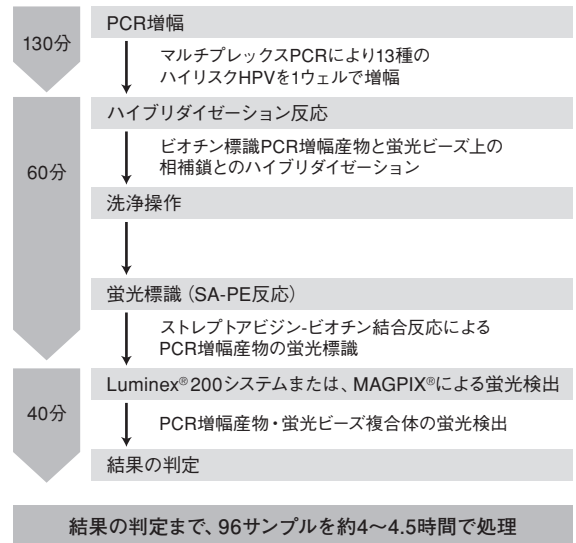 130分
PCR増幅
マルチプレックスPCRにより13種の
ハイリスクHPVを1ウェルで増幅
60分
ハイブリダイゼーション反応
ビオチン標識PCR増幅産物と蛍光ビーズ上の
相補鎖とのハイブリダイゼーション
洗浄操作
蛍光標識（SA-PE反応）
ストレプトアビジン-ビオチン結合反応による
PCR増幅産物の蛍光標識
40分
Luminex®200システムまたは、MAGPIX®による蛍光検出
PCR増幅産物・蛍光ビーズ複合体の蛍光検出
結果の判定
結果の判定まで、96サンプルを約4～4.5時間で処理